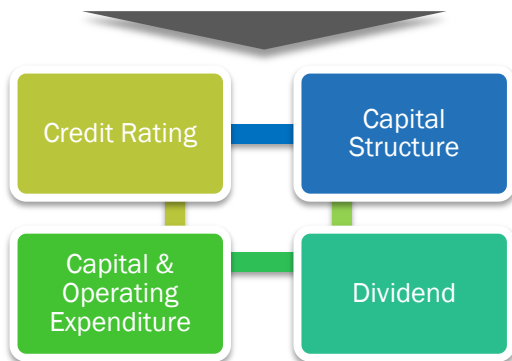 Credit Rating
Capital
Structure
Capital &
Operating
Expenditure
Dividend